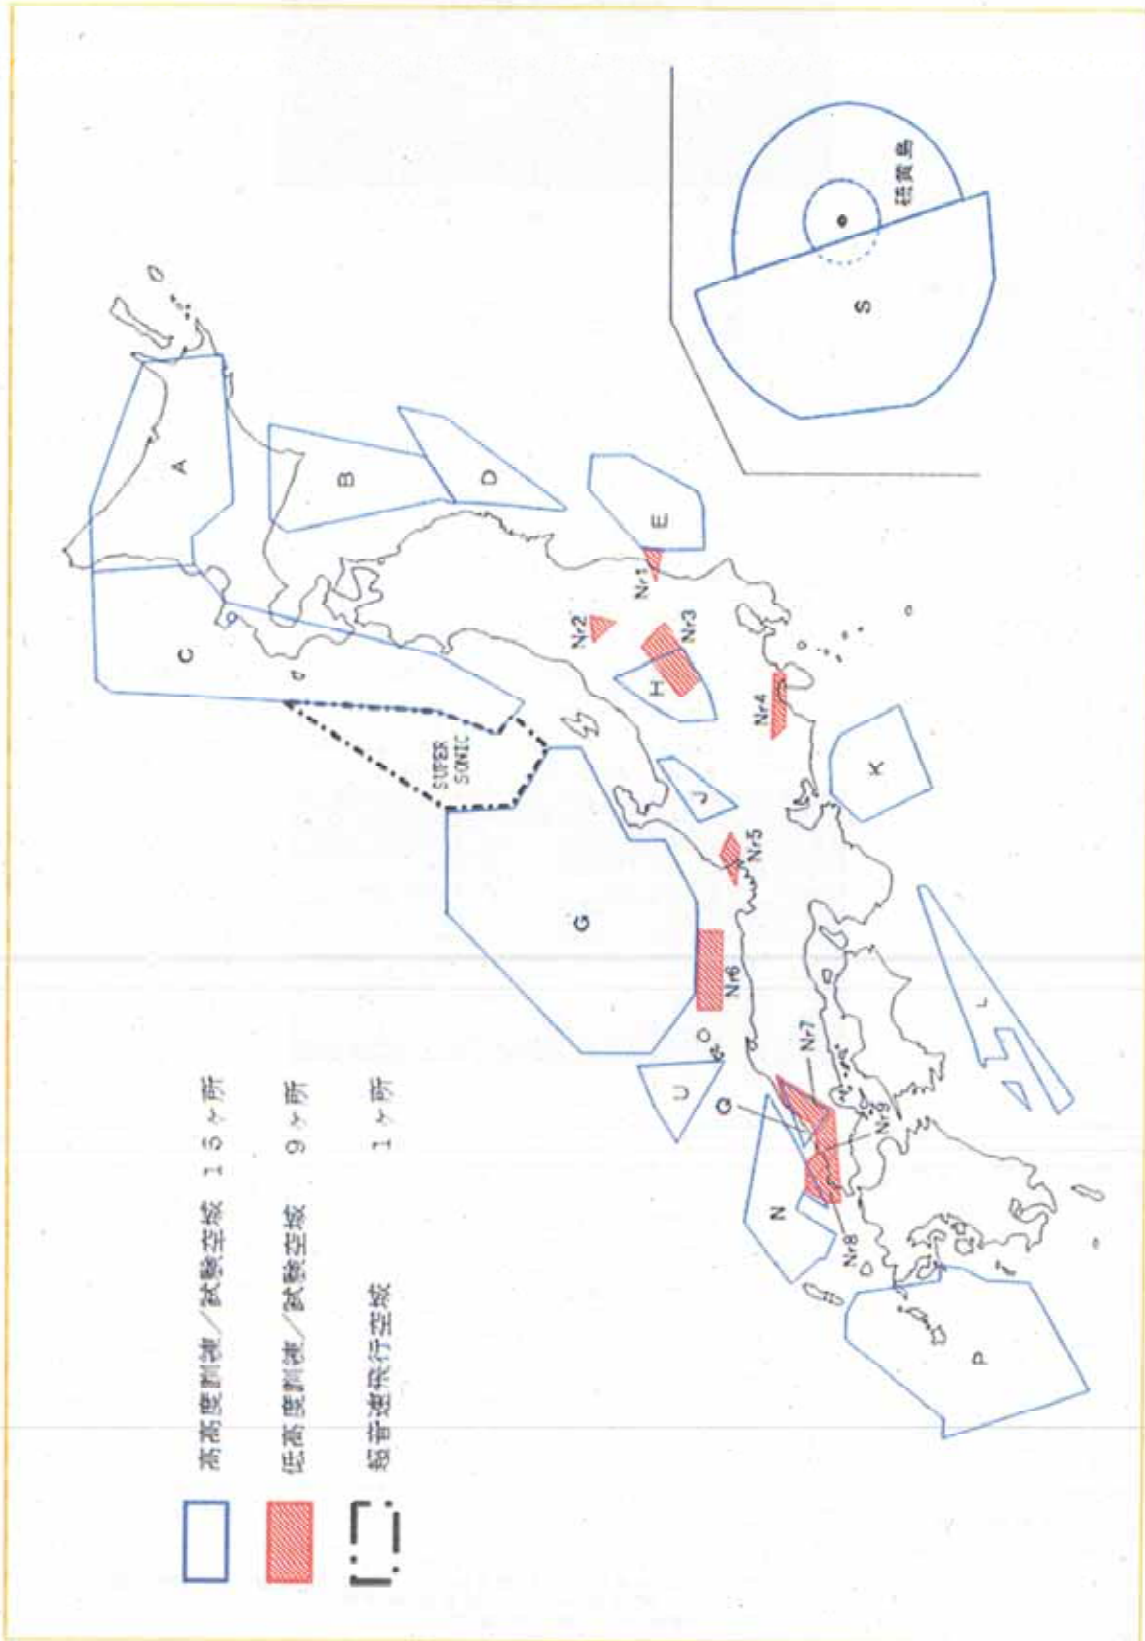 高高度訓練/試験空域 15ヶ所
低高度訓練/試験空域 9ヶ所
超音速飛行空域 1ヶ所
A
C
B
D
SUPER
SONIC
E
Nr1
Nr2
Nr3
H
Nr4
G
J
K
Nr5
Nr6
U
Q
Nr7
L
N
Nr9
Nr8
P
S
硫黄島